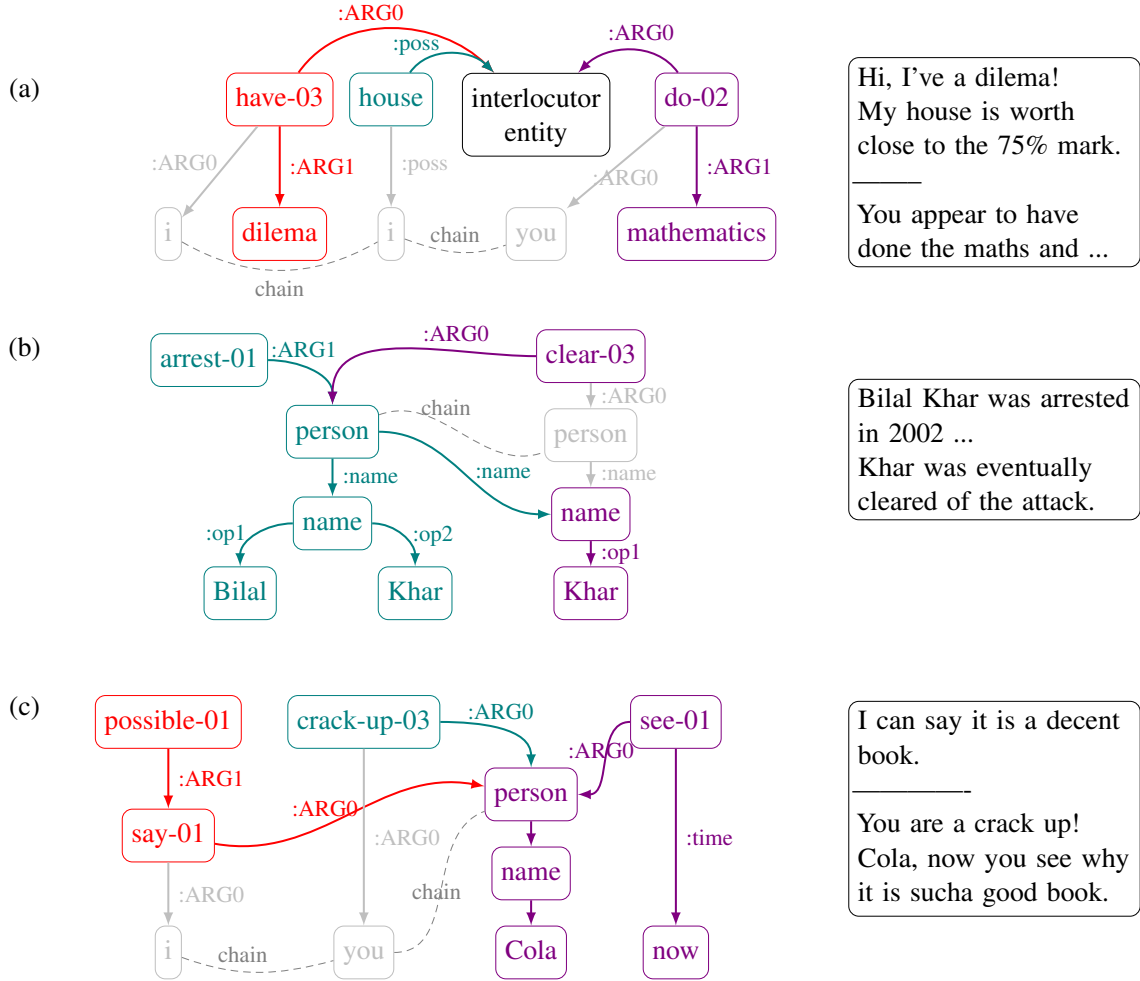 (a)
:ARG0
:poss
:ARG0
have-03
house
interlocutor
entity
do-02
:ARG0
:ARG1
:poss
:ARG0
:ARG1
i
dilema
i
you
mathematics
chain
chain
Hi, I've a dilema!
My house is worth
close to the 75% mark.
You appear to have
done the maths and ...
(b)
arrest-01
:ARG1
:ARG0
clear-03
:ARG0
chain
person
person
:name
:name
:name
name
name
:op1
:op2
:op1
Bilal
Khar
Khar
Bilal Khar was arrested
in 2002 ...
Khar was eventually
cleared of the attack.
(c)
possible-01
crack-up-03
:ARG0
see-01
:ARG0
:ARG1
person
:ARG0
say-01
:ARG0
:time
name
:ARG0
chain
i
chain
you
Cola
now
I can say it is a decent
book.
You are a crack up!
Cola, now you see why
it is sucha good book.